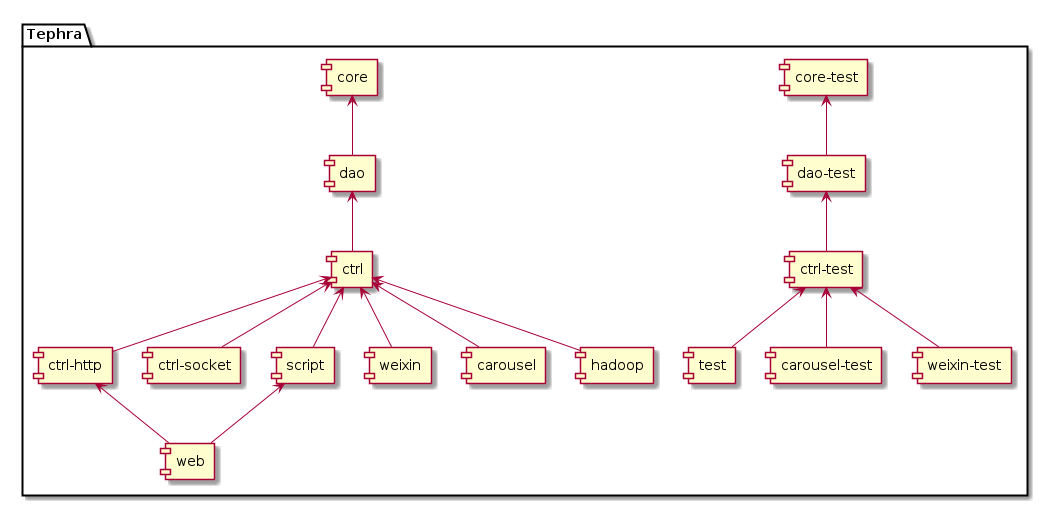 Tephra
core
core-test
dao
dao-test
ctrl
ctrl-test
ctrl-http
ctrl-socket
script
weixin
carousel
hadoop
test
carousel-test
weixin-test
web